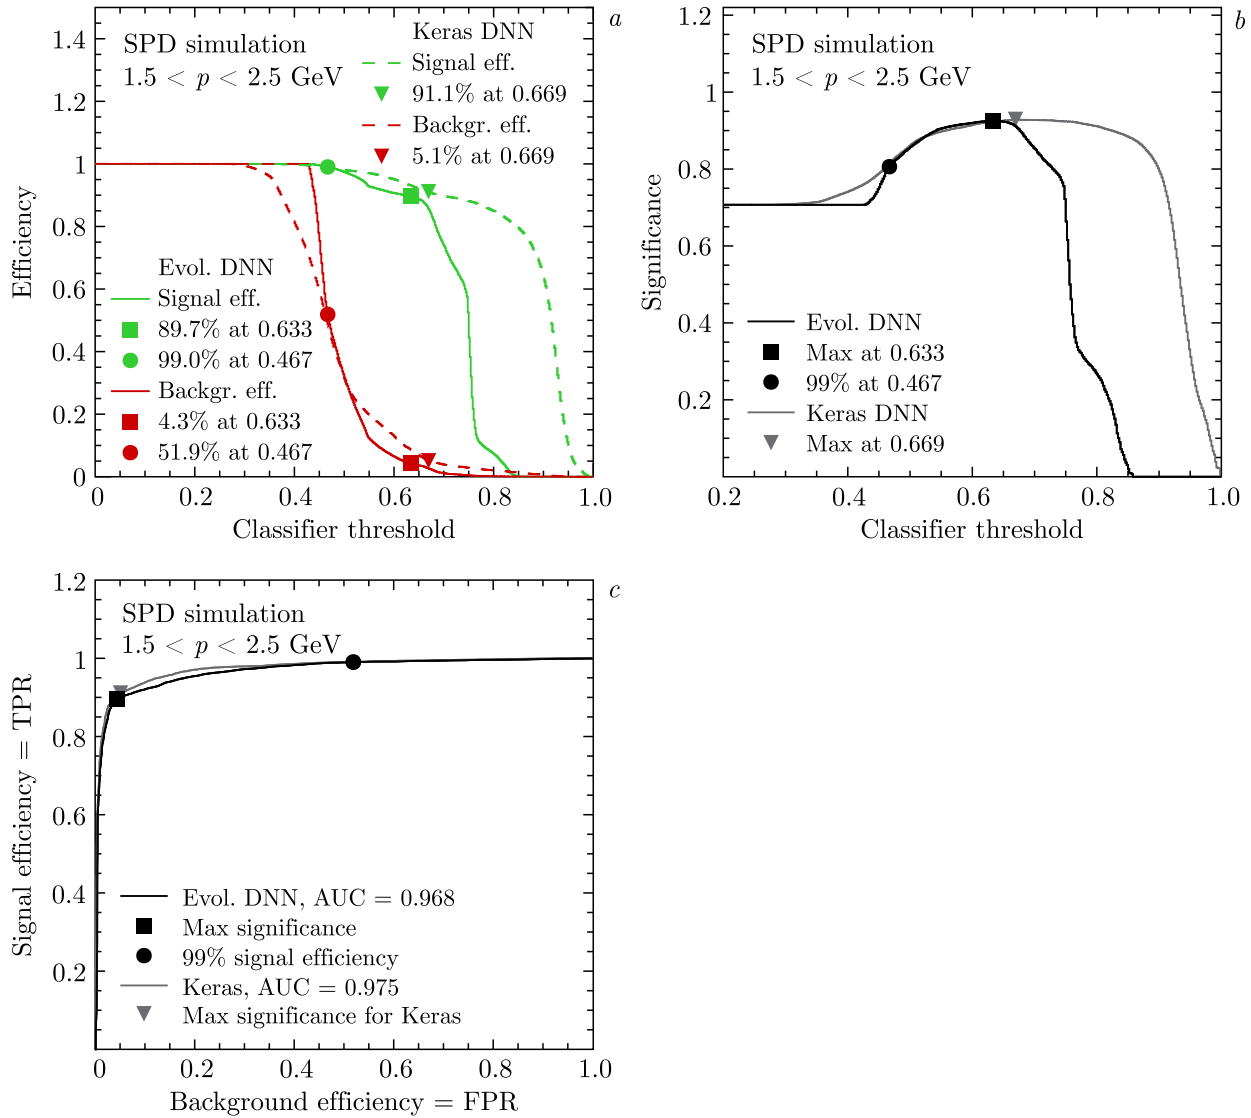 a
SPD simulation
1.5 < p < 2.5 GeV
Keras DNN
Signal eff.
91.1% at 0.669
Backgr. eff.
5.1% at 0.669
Evol. DNN
Signal eff.
89.7% at 0.633
99.0% at 0.467
Backgr. eff.
4.3% at 0.633
51.9% at 0.467
Efficiency
1.4
1.2
1
0.8
0.6
0.4
0.2
0
0 0.2 0.4 0.6 0.8 1.0
Classifier threshold
b
SPD simulation
1.5 < p < 2.5 GeV
Evol. DNN
Max at 0.633
99% at 0.467
Keras DNN
Max at 0.669
Significance
1.2
1
0.8
0.6
0.4
0.2
0.2 0.4 0.6 0.8 1.0
Classifier threshold
c
SPD simulation
1.5 < p < 2.5 GeV
Evol. DNN, AUC = 0.968
Max significance
99% signal efficiency
Keras, AUC = 0.975
Max significance for Keras
Signal efficiency = TPR
1.2
1
0.8
0.6
0.4
0.2
0 0.2 0.4 0.6 0.8 1.0
Background efficiency = FPR